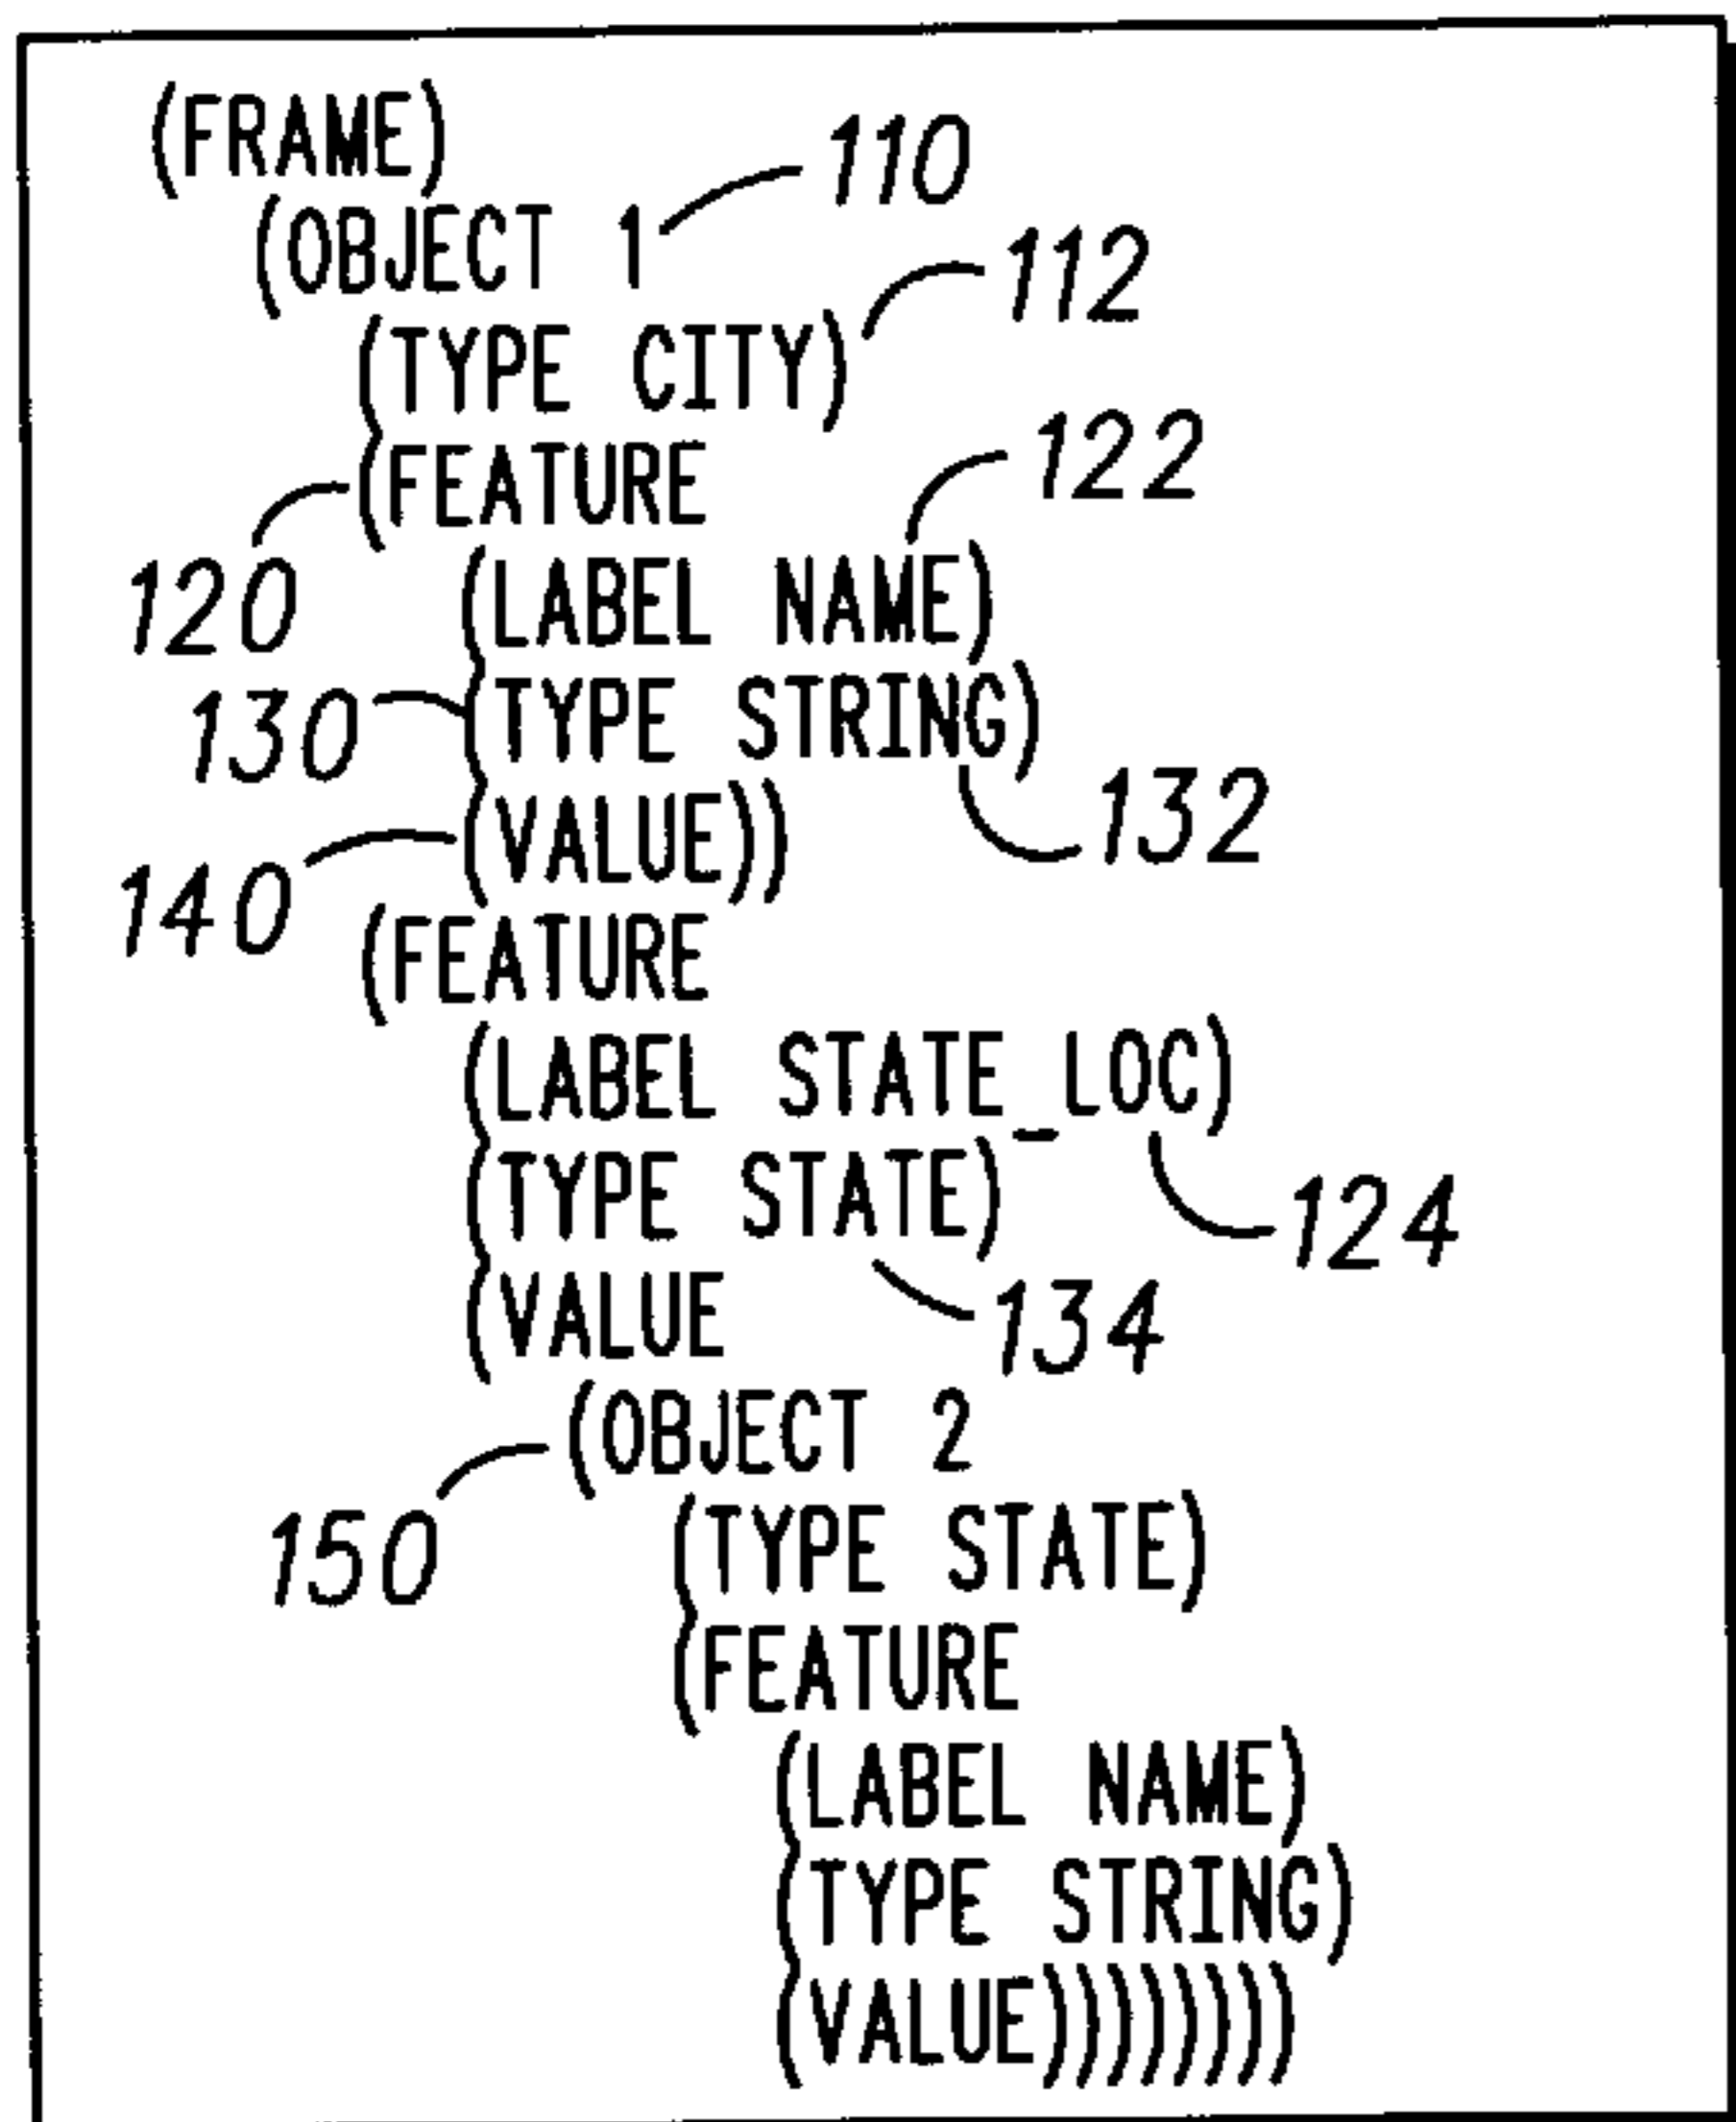 (FRAME)
110
(OBJECT 1
112
(TYPE CITY)
122
(FEATURE
120
(LABEL NAME)
130
(TYPE STRING)
132
(VALUE))
140
(FEATURE
(LABEL STATE_LOC)
(TYPE STATE)
124
(VALUE
134
(OBJECT 2
150
(TYPE STATE)
(FEATURE
(LABEL NAME)
(TYPE STRING)
(VALUE))))))))